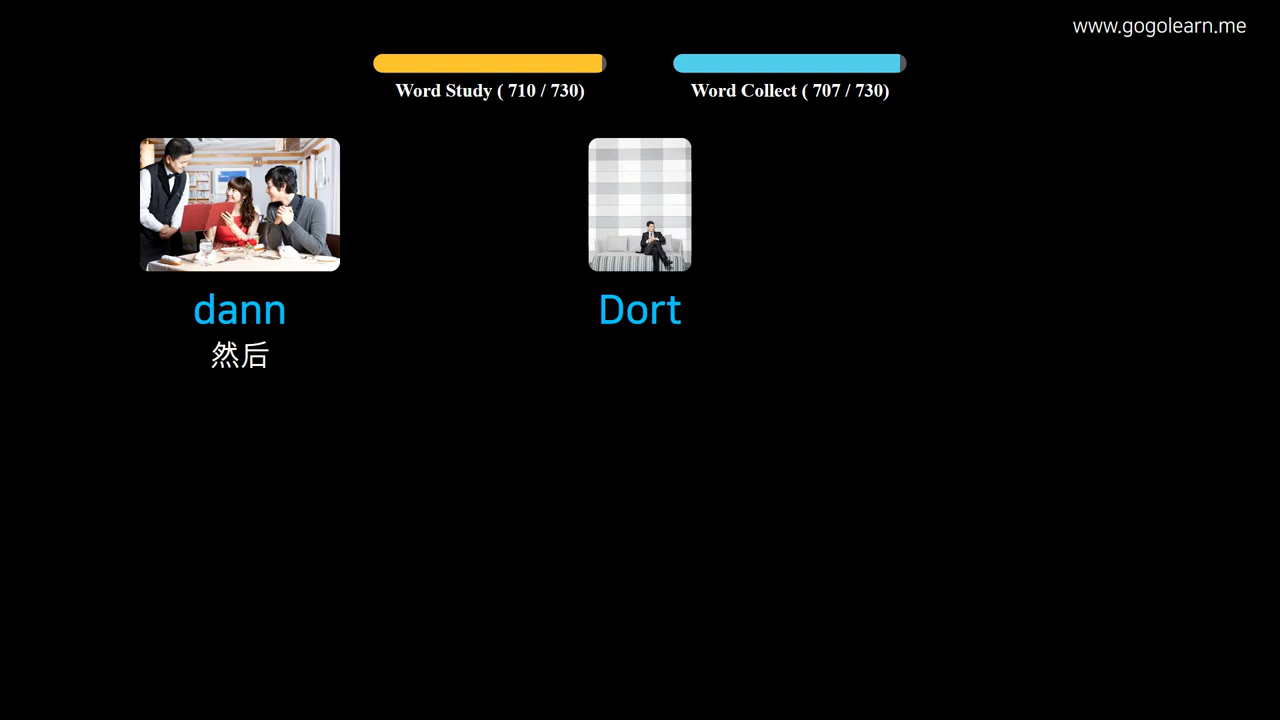 www.gogolearn.me
Word Study ( 710 / 730)
Word Collect ( 707 / 730)
dann
Dort
然后